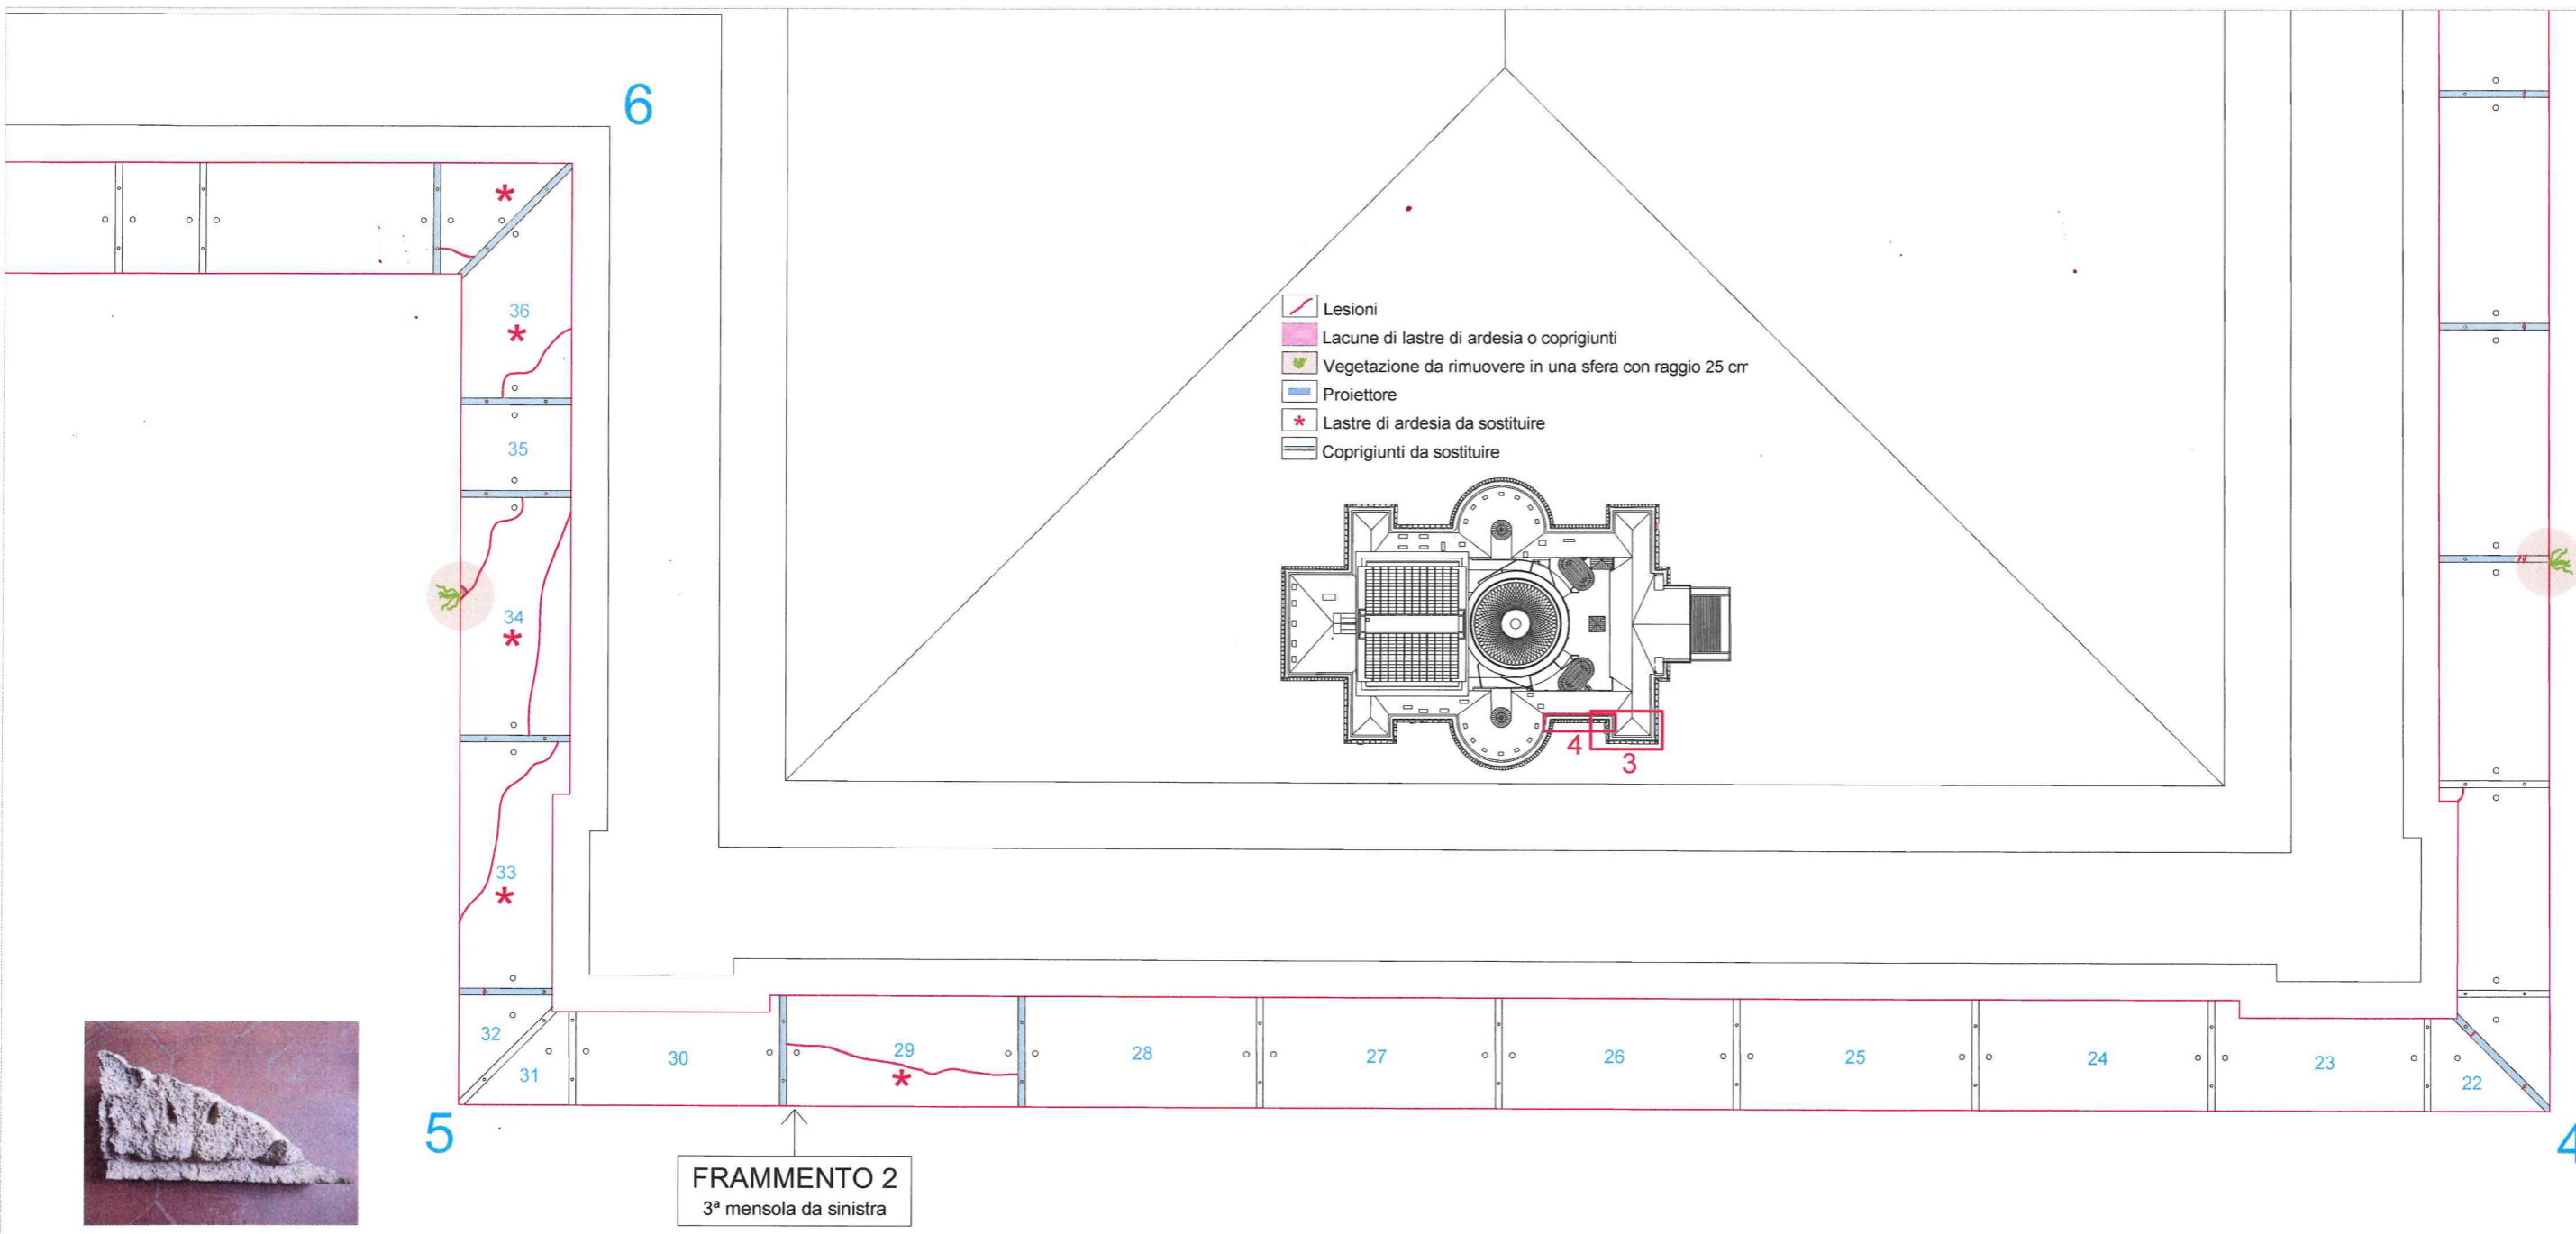 6
36
35
34
33
32
31
5
30
29
28
27
26
25
24
23
22
4
Lesioni
Lacune di lastre di ardesia o coprigiunti
Vegetazione da rimuovere in una sfera con raggio 25 cm
Proiettore
* Lastre di ardesia da sostituire
Coprigiunti da sostituire
4
3
FRAMMENTO 2
3ª mensola da sinistra